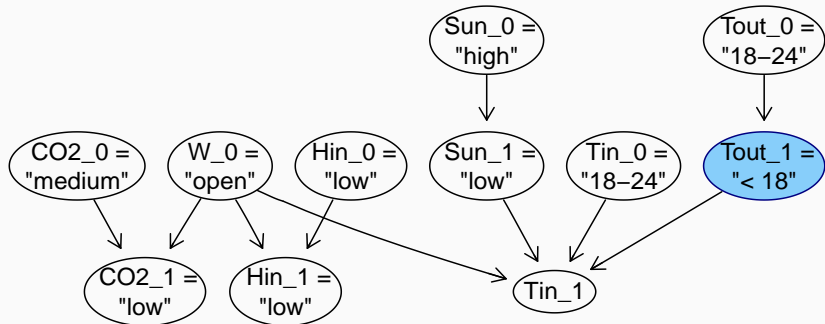 Sun_0 =
"high"
Tout_0 =
"18–24"
CO2_0 =
"medium"
W_0 =
"open"
Hin_0 =
"low"
Sun_1 =
"low"
Tin_0 =
"18–24"
Tout_1 =
"< 18"
CO2_1 =
"low"
Hin_1 =
"low"
Tin_1